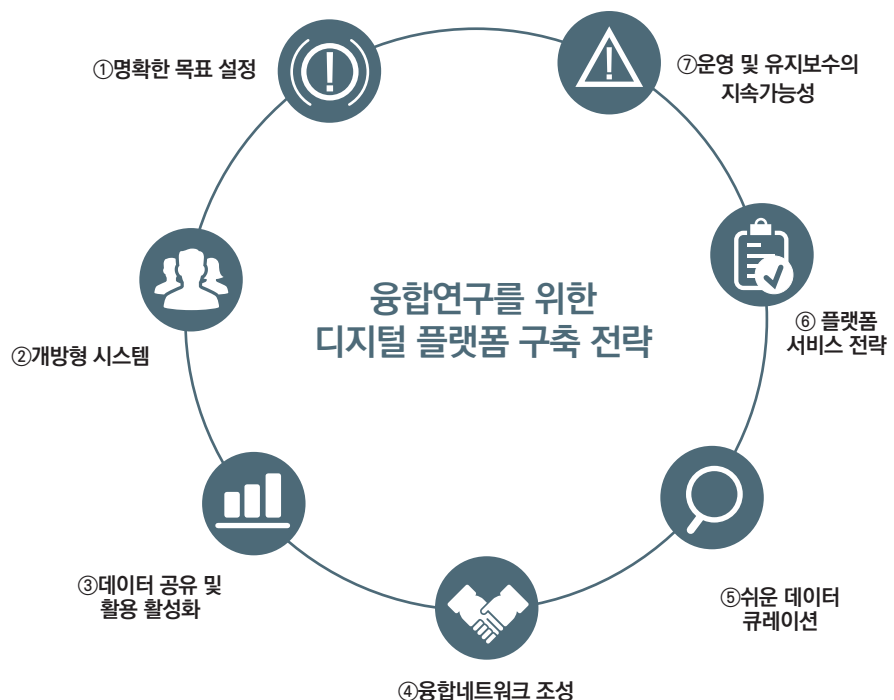 융합연구를 위한
디지털 플랫폼 구축 전략
①명확한 목표 설정
②개방형 시스템
③데이터 공유 및
활용 활성화
④융합네트워크 조성
⑤쉬운 데이터
큐레이션
⑥ 플랫폼
서비스 전략
⑦운영 및 유지보수의
지속가능성